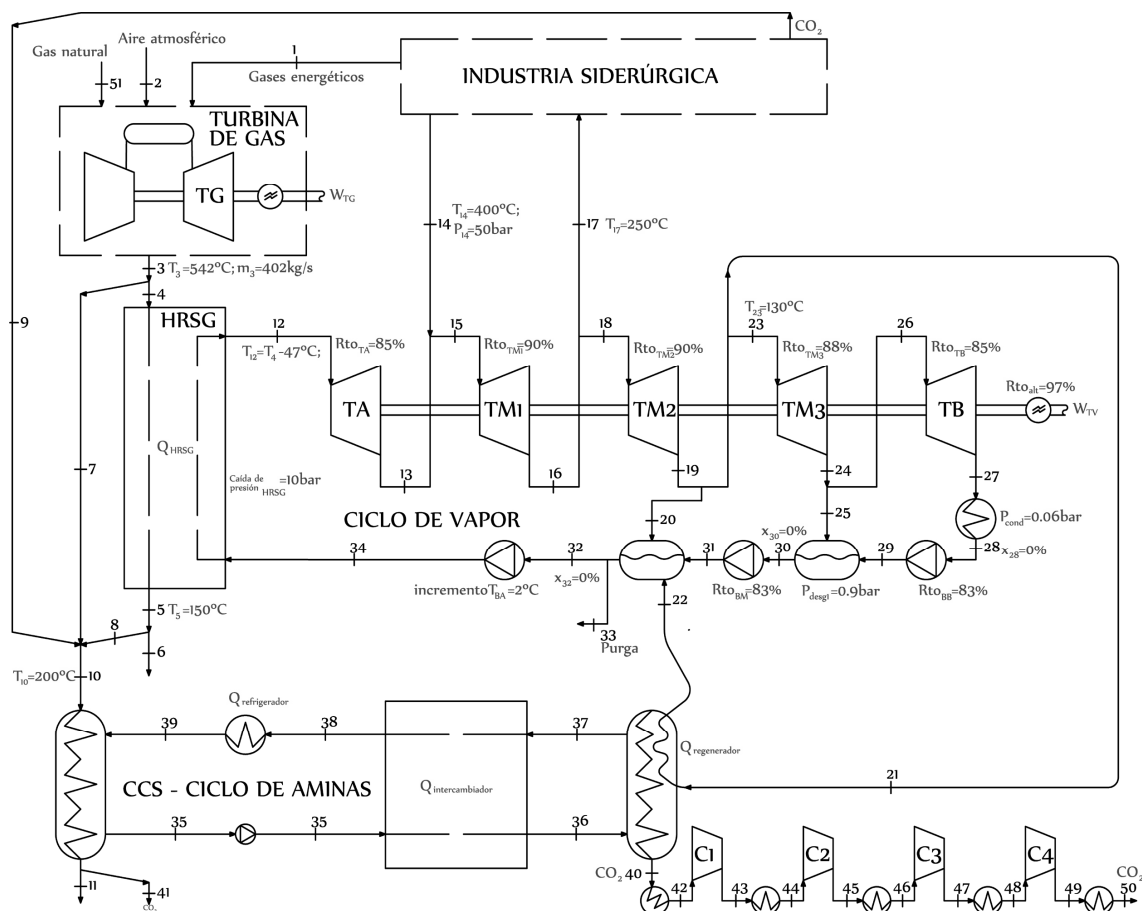 CO₂
Gas natural
Aire atmosférico
1
Gases energéticos
INDUSTRIA SIDERÚRGICA
51
2
TURBINA
DE GAS
TG
W_TG
14
T₁₄=400ºC;
P₁₄=50bar
17
T₁₇=250ºC
3 T₃=542ºC; m₃=402kg/s
4
9
HRSG
12
T₁₂=T₄-47ºC;
Rto_TA=85%
15
Rto_TM1=90%
18
Rto_TM2=90%
T₂₃=130ºC
23
Rto_TM3=88%
26
Rto_TB=85%
Rto_alt=97%
TA
TM1
TM2
TM3
TB
W_TV
Q_HRSG
7
Caída de
presión_HRSG=10bar
13
16
19
24
27
CICLO DE VAPOR
20
25
P_cond=0.06bar
x₃₀=0%
34
32
31
30
29
28
x₂₈=0%
x₃₂=0%
incrementoT_BA=2ºC
Rto_BM=83%
P_desg1=0.9bar
Rto_BB=83%
5
T₅=150ºC
22
8
6
33
Purga
T₁₀=200ºC
10
Q_refrigerador
39
38
37
Q_regenerador
CCS - CICLO DE AMINAS
Q_intercambiador
21
35
35
36
C1
C2
C3
C4
11
41
CO₂
CO₂ 40
42
43
44
45
46
47
48
49
50
CO₂